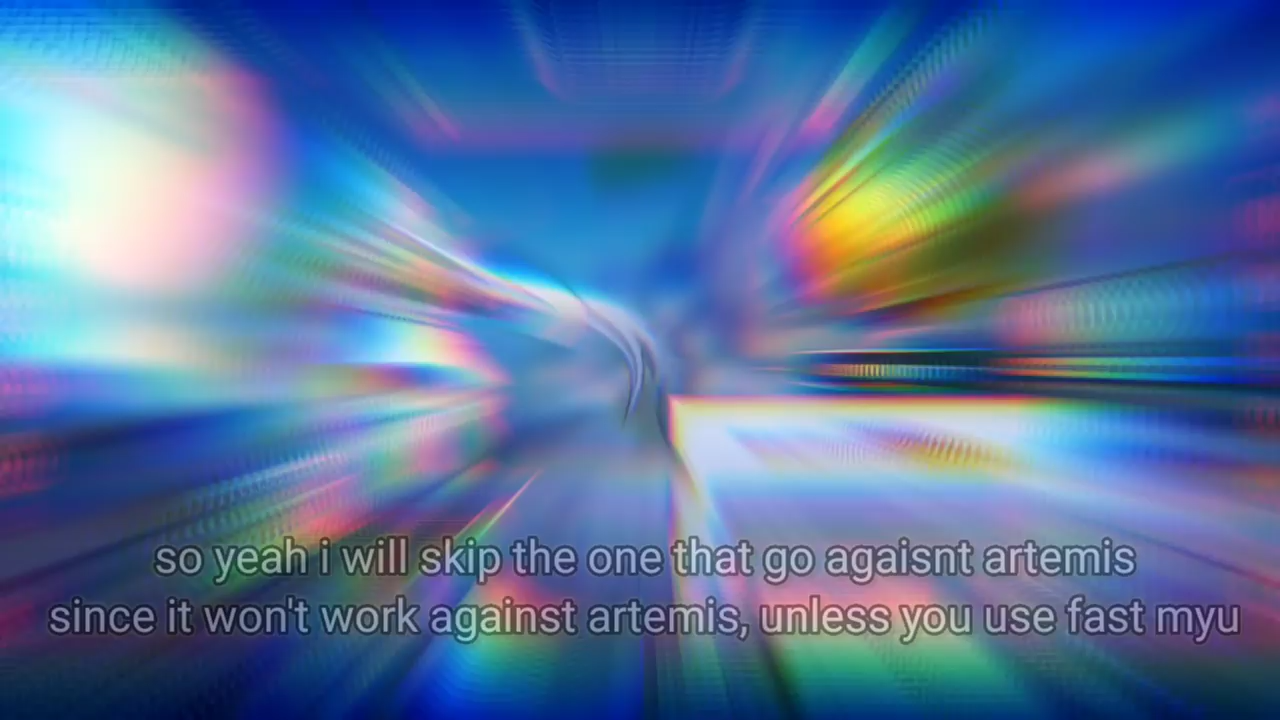 so yeah i will skip the one that go agaisnt artemis
since it won't work against artemis, unless you use fast myu